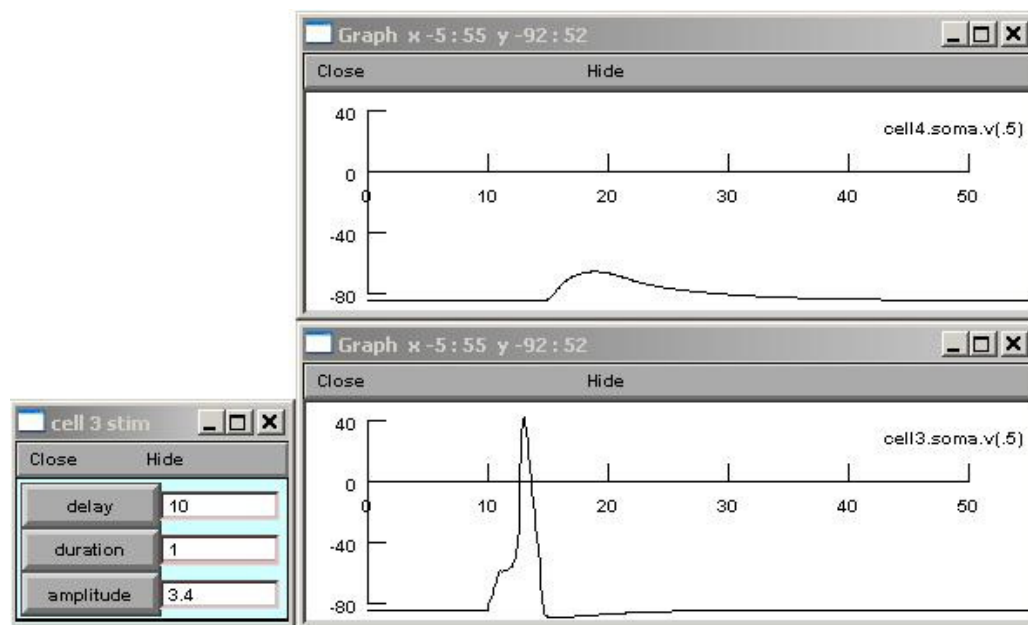 Graph x -5 : 55 y -92 : 52
Close Hide
40
cell4.soma.v(.5)
0
0 10 20 30 40 50
-40
-80
Graph x -5 : 55 y -92 : 52
Close Hide
40
cell3.soma.v(.5)
0
0 10 20 30 40 50
-40
-80
cell 3 stim
Close Hide
delay 10
duration 1
amplitude 3.4